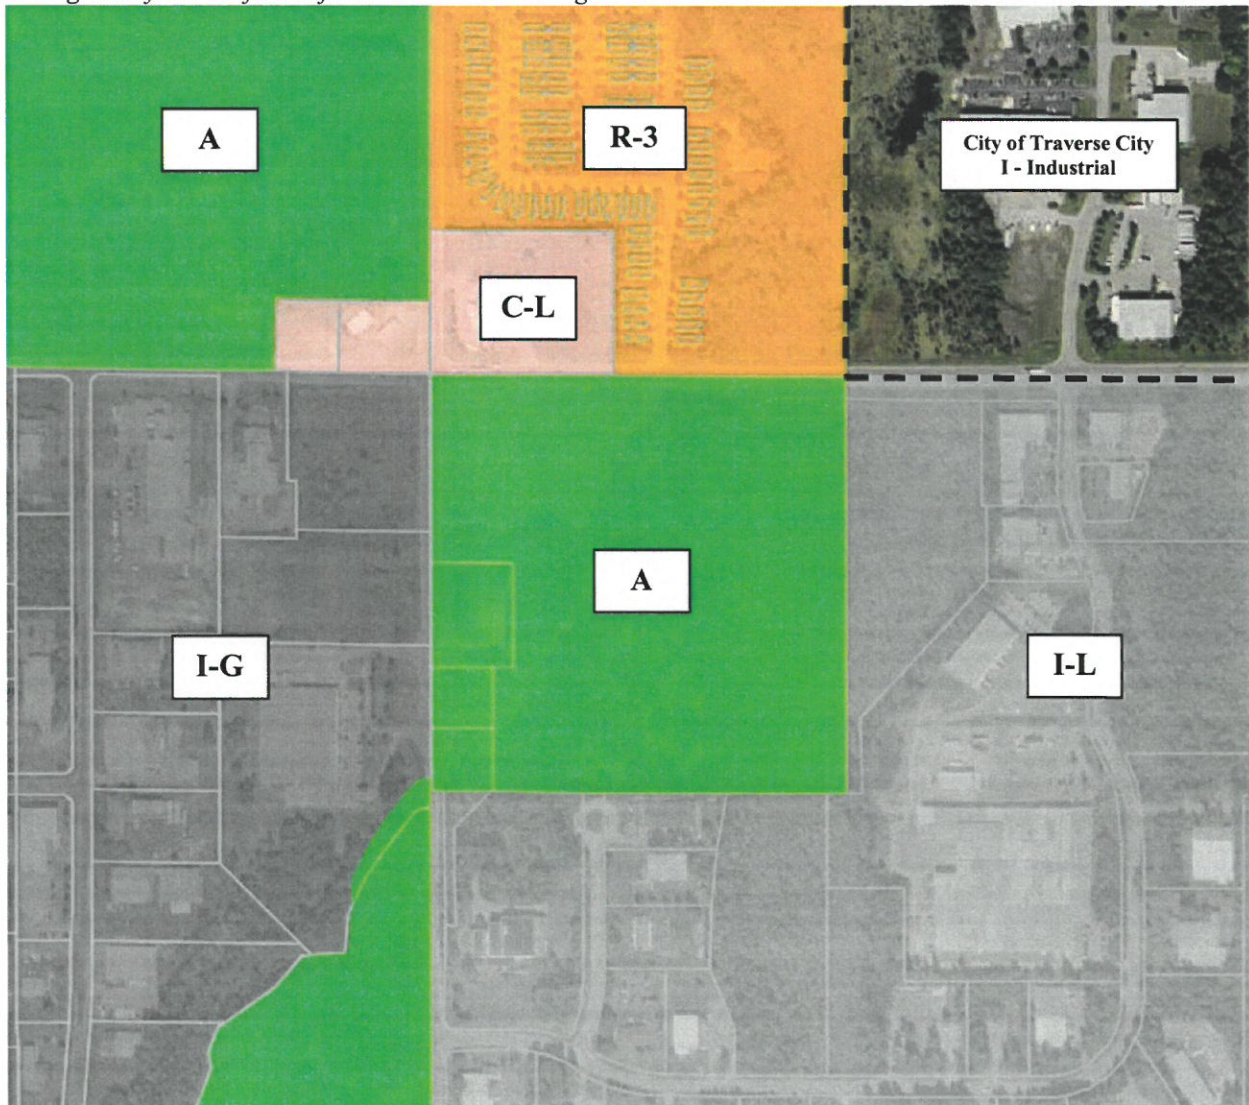 A
R-3
City of Traverse City
I - Industrial
C-L
A
I-G
I-L